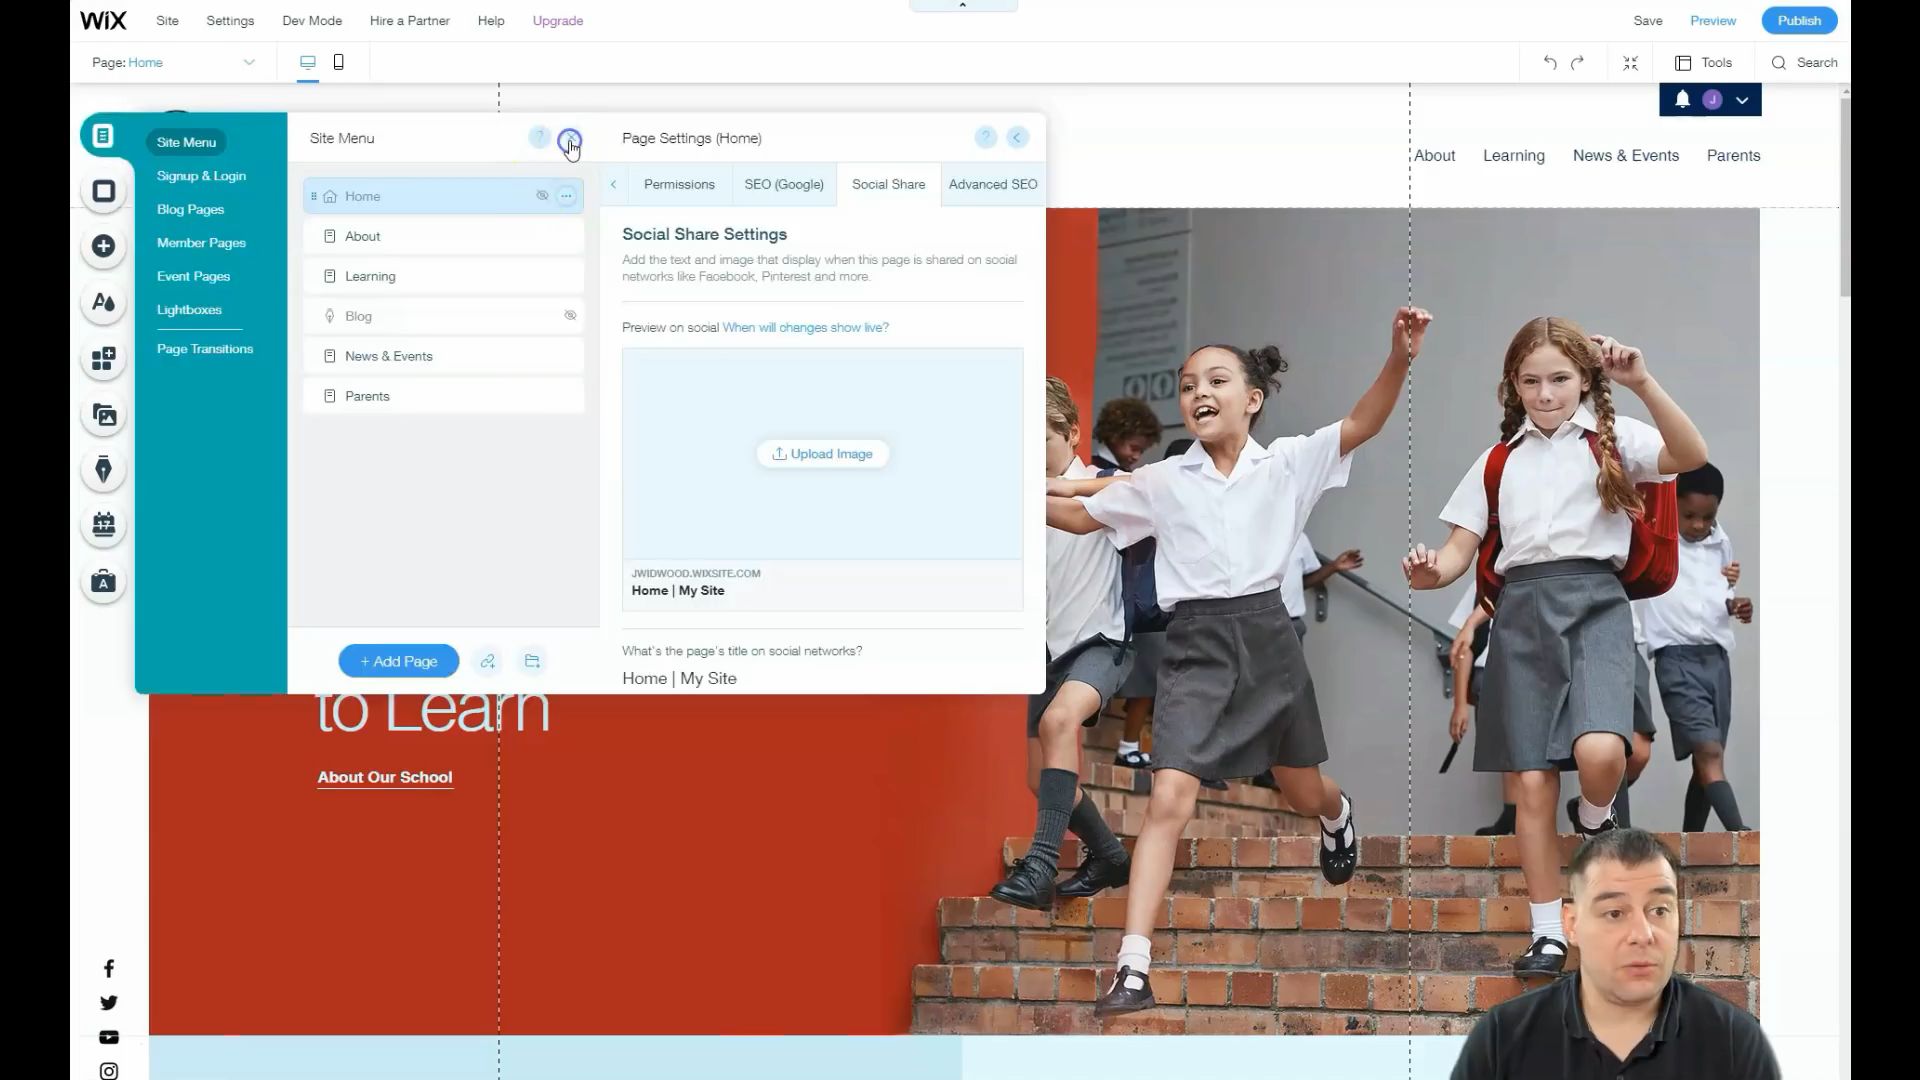 WiX
Site
Settings
Dev Mode
Hire a Partner
Help
Upgrade
Save
Preview
Publish
Page: Home
Tools
Search
J
About
Learning
News & Events
Parents
Site Menu
Signup & Login
Blog Pages
Member Pages
Event Pages
Lightboxes
Page Transitions
Site Menu
?
Home
About
Learning
Blog
News & Events
Parents
+ Add Page
Page Settings (Home)
?
Permissions
SEO (Google)
Social Share
Advanced SEO
Social Share Settings
Add the text and image that display when this page is shared on social
networks like Facebook, Pinterest and more.
Preview on social When will changes show live?
Upload Image
JWIDWOOD.WIXSITE.COM
Home | My Site
What's the page's title on social networks?
Home | My Site
A
17
A
to Learn
About Our School